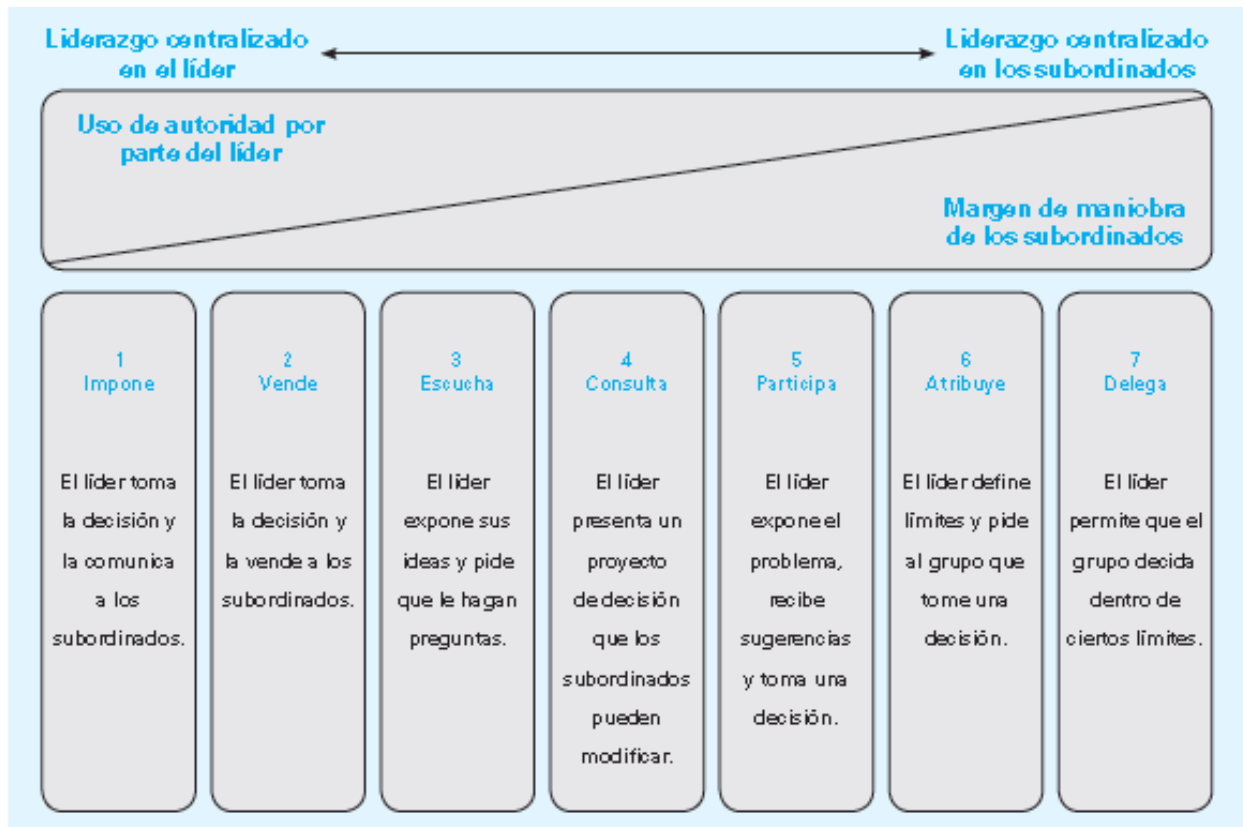 Liderazgo centralizado
en el líder
Liderazgo centralizado
en los subordinados
Uso de autoridad por
parte del líder
Margen de maniobra
de los subordinados
1
Impone
El líder toma
la decisión y
la comunica
a los
subordinados.
2
Vende
El líder toma
la decisión y
la vende a los
subordinados.
3
Escucha
El líder
expone sus
ideas y pide
que le hagan
preguntas.
4
Consulta
El líder
presenta un
proyecto
de decisión
que los
subordinados
pueden
modificar.
5
Participa
El líder
expone el
problema,
recibe
sugerencias
y toma una
decisión.
6
Atribuye
El líder define
límites y pide
al grupo que
tome una
decisión.
7
Delega
El líder
permite que el
grupo decida
dentro de
ciertos límites.